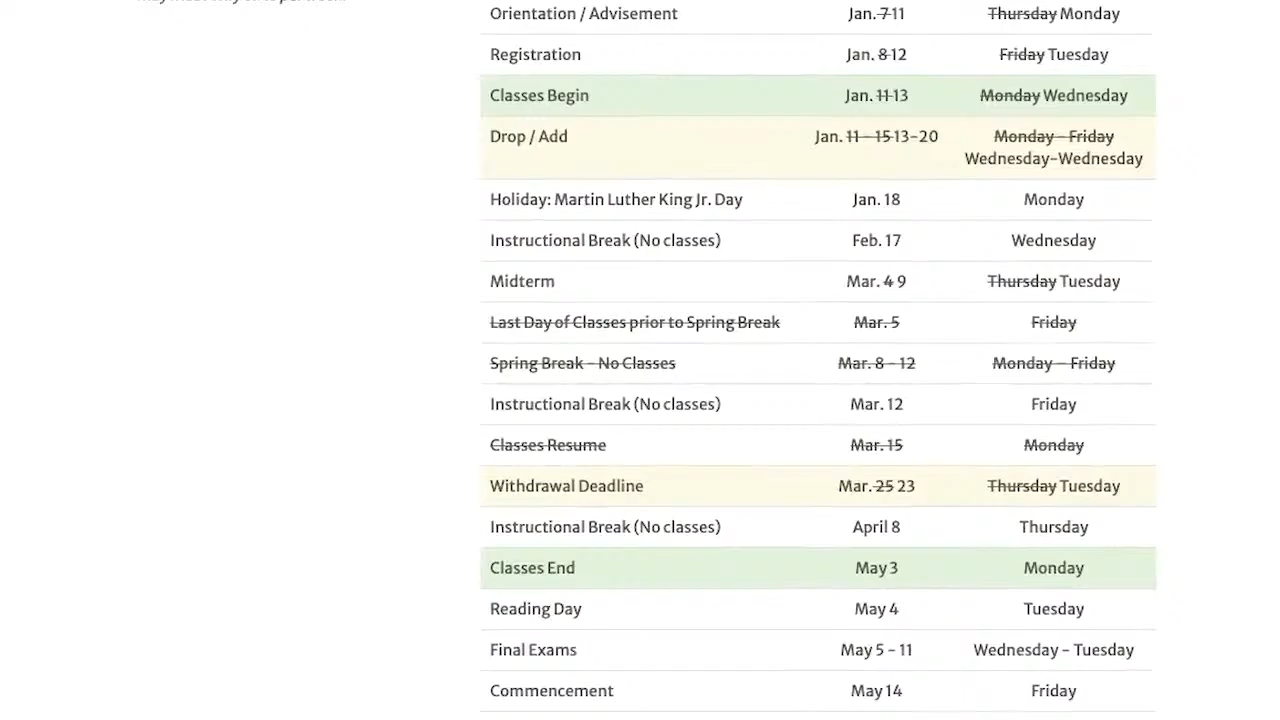 Orientation / Advisement Jan. 7 11 Thursday Monday
Registration Jan. 8 12 Friday Tuesday
Classes Begin Jan. 11 13 Monday Wednesday
Drop / Add Jan. 11 – 15 13-20 Monday – Friday
Wednesday-Wednesday
Holiday: Martin Luther King Jr. Day Jan. 18 Monday
Instructional Break (No classes) Feb. 17 Wednesday
Midterm Mar. 4 9 Thursday Tuesday
Last Day of Classes prior to Spring Break Mar. 5 Friday
Spring Break – No Classes Mar. 8 – 12 Monday – Friday
Instructional Break (No classes) Mar. 12 Friday
Classes Resume Mar. 15 Monday
Withdrawal Deadline Mar. 25 23 Thursday Tuesday
Instructional Break (No classes) April 8 Thursday
Classes End May 3 Monday
Reading Day May 4 Tuesday
Final Exams May 5 - 11 Wednesday - Tuesday
Commencement May 14 Friday